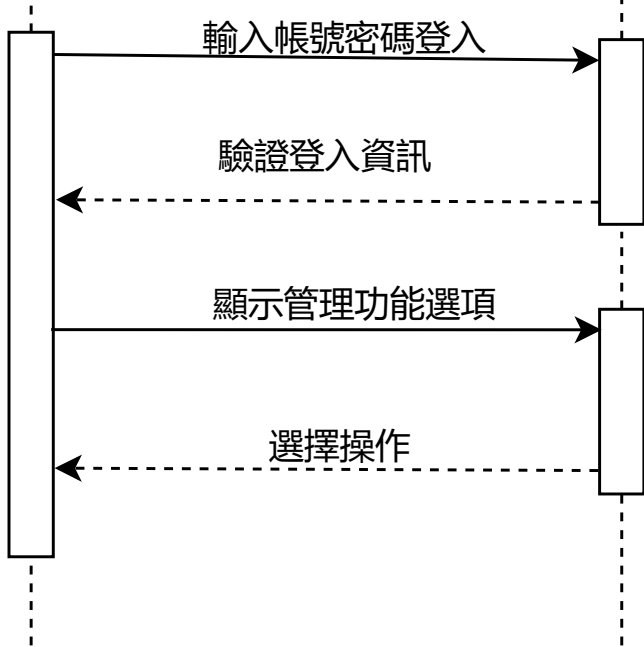 輸入帳號密碼登入
驗證登入資訊
顯示管理功能選項
選擇操作